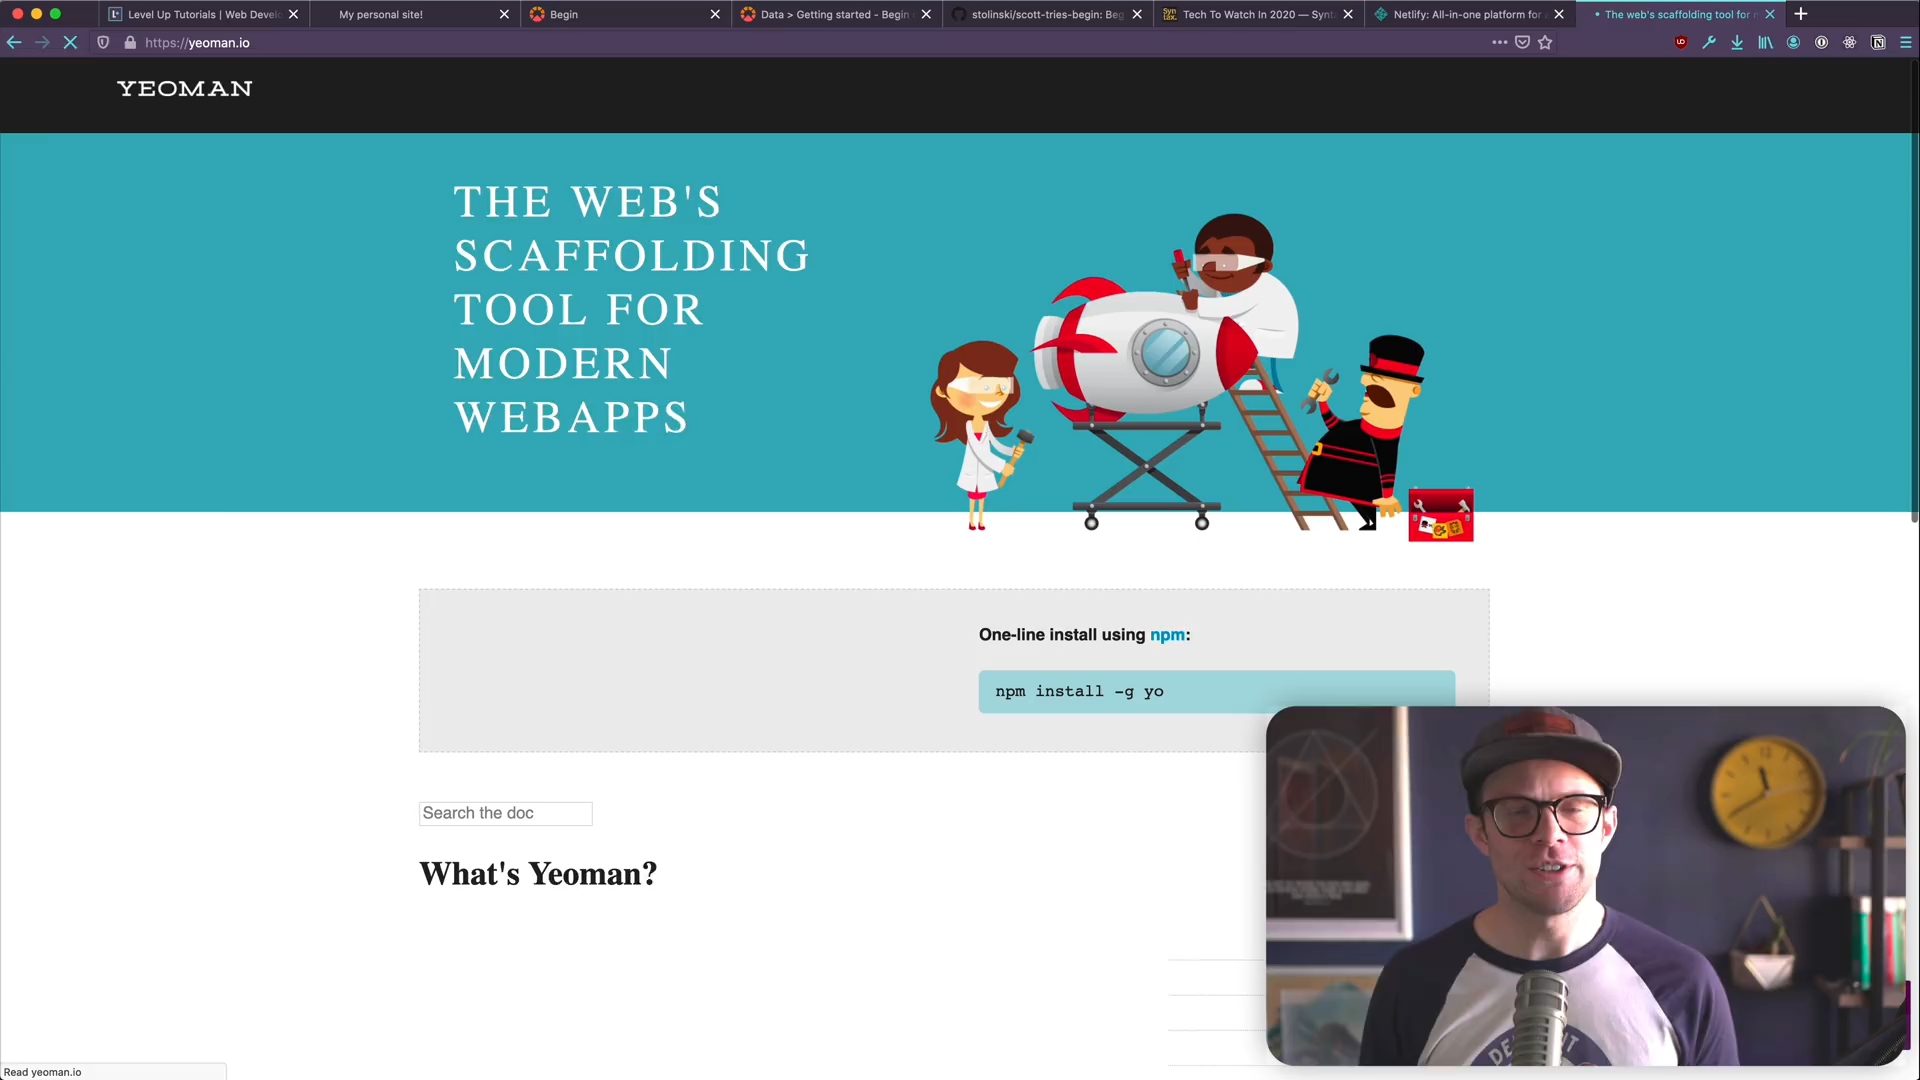 Level Up Tutorials | Web Devel
My personal site!
Begin
Data > Getting started - Begin
stolinski/scott-tries-begin: Beg
Syn
tax.
Tech To Watch In 2020 — Synt
Netlify: All-in-one platform for
The web's scaffolding tool for
https://yeoman.io
YEOMAN
THE WEB'S
SCAFFOLDING
TOOL FOR
MODERN
WEBAPPS
One-line install using npm:
npm install -g yo
Search the doc
What's Yeoman?
Read yeoman.io